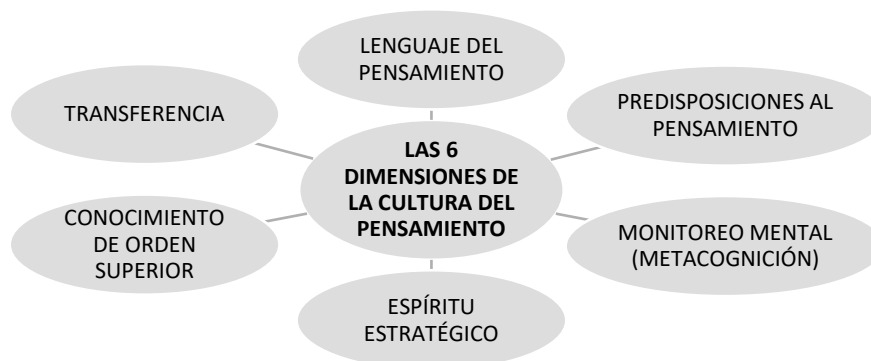 LENGUAJE DEL
PENSAMIENTO
PREDISPOSICIONES AL
PENSAMIENTO
MONITOREO MENTAL
(METACOGNICIÓN)
ESPÍRITU
ESTRATÉGICO
CONOCIMIENTO
DE ORDEN
SUPERIOR
TRANSFERENCIA
LAS 6
DIMENSIONES DE
LA CULTURA DEL
PENSAMIENTO